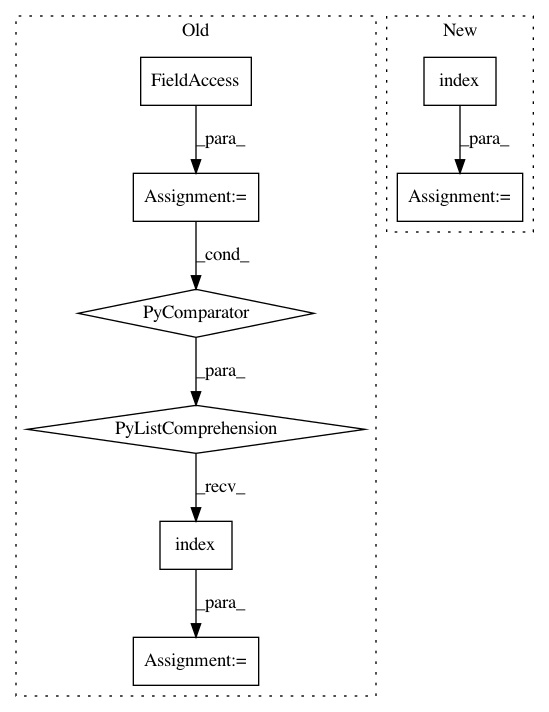 Old
New
FieldAccess
index
_para_
_para_
Assignment:=
Assignment:=
_cond_
PyComparator
_para_
PyListComprehension
_recv_
index
_para_
Assignment:=